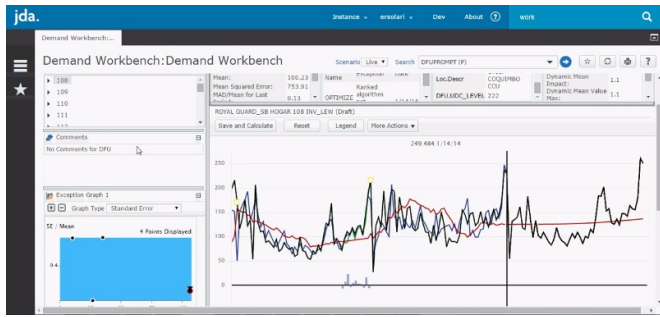 jda.
Instance ersolari Dev About ? work
Demand Workbench:...
Demand Workbench:Demand Workbench
Scenario Live Search DFUPROMPT (P)
108
109
110
111
Mean: 186.23
Mean Squared Error: 753.91
MAD/Mean for Last 0.13
Name Exception Date
OPTIMIZE Ranked algorithm
Loc.Descr COQUIMBO CCU
DFU.UDC_LEVEL 222
Dynamic Mean Impact: 1.1
Dynamic Mean Value Max: 1.1
Comments
No Comments for DFU
ROYAL GUARD_SB HOGAR 108 INV_LEW (Draft)
Save and Calculate Reset Legend More Actions
249.484 1/14/14
250
200
150
100
50
0
Exception Graph 1
Graph Type Standard Error
SE / Mean 4 Points Displayed
0.4